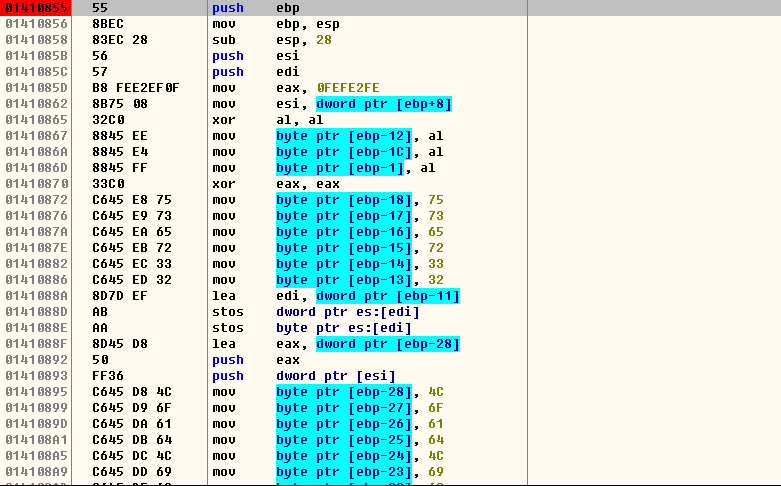 01410855 55 push ebp
01410856 8BEC mov ebp, esp
01410858 83EC 28 sub esp, 28
0141085B 56 push esi
0141085C 57 push edi
0141085D B8 FEE2EF0F mov eax, 0FEFE2FE
01410862 8B75 08 mov esi, dword ptr [ebp+8]
01410865 32C0 xor al, al
01410867 8845 EE mov byte ptr [ebp-12], al
0141086A 8845 E4 mov byte ptr [ebp-1C], al
0141086D 8845 FF mov byte ptr [ebp-1], al
01410870 33C0 xor eax, eax
01410872 C645 E8 75 mov byte ptr [ebp-18], 75
01410876 C645 E9 73 mov byte ptr [ebp-17], 73
0141087A C645 EA 65 mov byte ptr [ebp-16], 65
0141087E C645 EB 72 mov byte ptr [ebp-15], 72
01410882 C645 EC 33 mov byte ptr [ebp-14], 33
01410886 C645 ED 32 mov byte ptr [ebp-13], 32
0141088A 8D7D EF lea edi, dword ptr [ebp-11]
0141088D AB stos dword ptr es:[edi]
0141088E AA stos byte ptr es:[edi]
0141088F 8D45 D8 lea eax, dword ptr [ebp-28]
01410892 50 push eax
01410893 FF36 push dword ptr [esi]
01410895 C645 D8 4C mov byte ptr [ebp-28], 4C
01410899 C645 D9 6F mov byte ptr [ebp-27], 6F
0141089D C645 DA 61 mov byte ptr [ebp-26], 61
014108A1 C645 DB 64 mov byte ptr [ebp-25], 64
014108A5 C645 DC 4C mov byte ptr [ebp-24], 4C
014108A9 C645 DD 69 mov byte ptr [ebp-23], 69